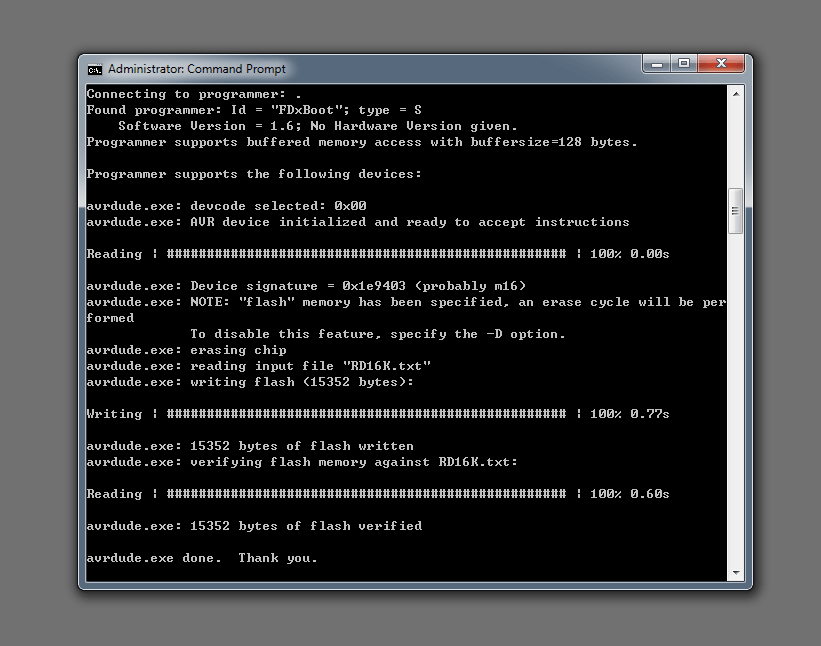 Administrator: Command Prompt
Connecting to programmer: .
Found programmer: Id = "FDxBoot"; type = S
    Software Version = 1.6; No Hardware Version given.
Programmer supports buffered memory access with buffersize=128 bytes.
Programmer supports the following devices:
avrdude.exe: devcode selected: 0x00
avrdude.exe: AVR device initialized and ready to accept instructions
Reading | ################################################## | 100% 0.00s
avrdude.exe: Device signature = 0x1e9403 (probably m16)
avrdude.exe: NOTE: "flash" memory has been specified, an erase cycle will be per
formed
             To disable this feature, specify the -D option.
avrdude.exe: erasing chip
avrdude.exe: reading input file "RD16K.txt"
avrdude.exe: writing flash (15352 bytes):
Writing | ################################################## | 100% 0.77s
avrdude.exe: 15352 bytes of flash written
avrdude.exe: verifying flash memory against RD16K.txt:
Reading | ################################################## | 100% 0.60s
avrdude.exe: 15352 bytes of flash verified
avrdude.exe done.  Thank you.